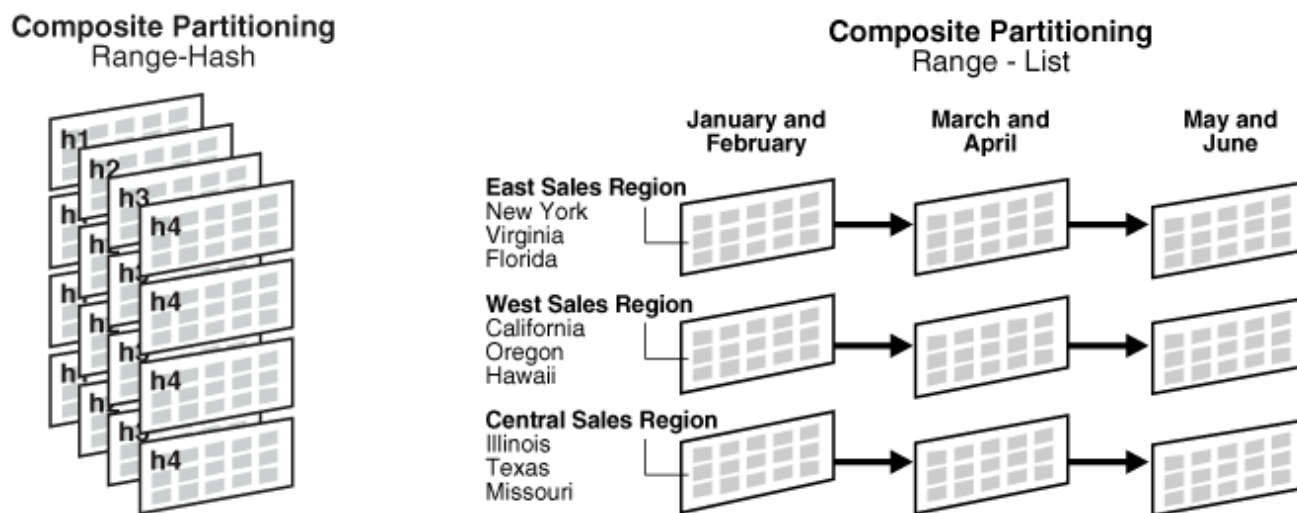 Composite Partitioning
Range-Hash
h1
h2
h3
h4
h4
h4
h4
Composite Partitioning
Range - List
January and
February
March and
April
May and
June
East Sales Region
New York
Virginia
Florida
West Sales Region
California
Oregon
Hawaii
Central Sales Region
Illinois
Texas
Missouri